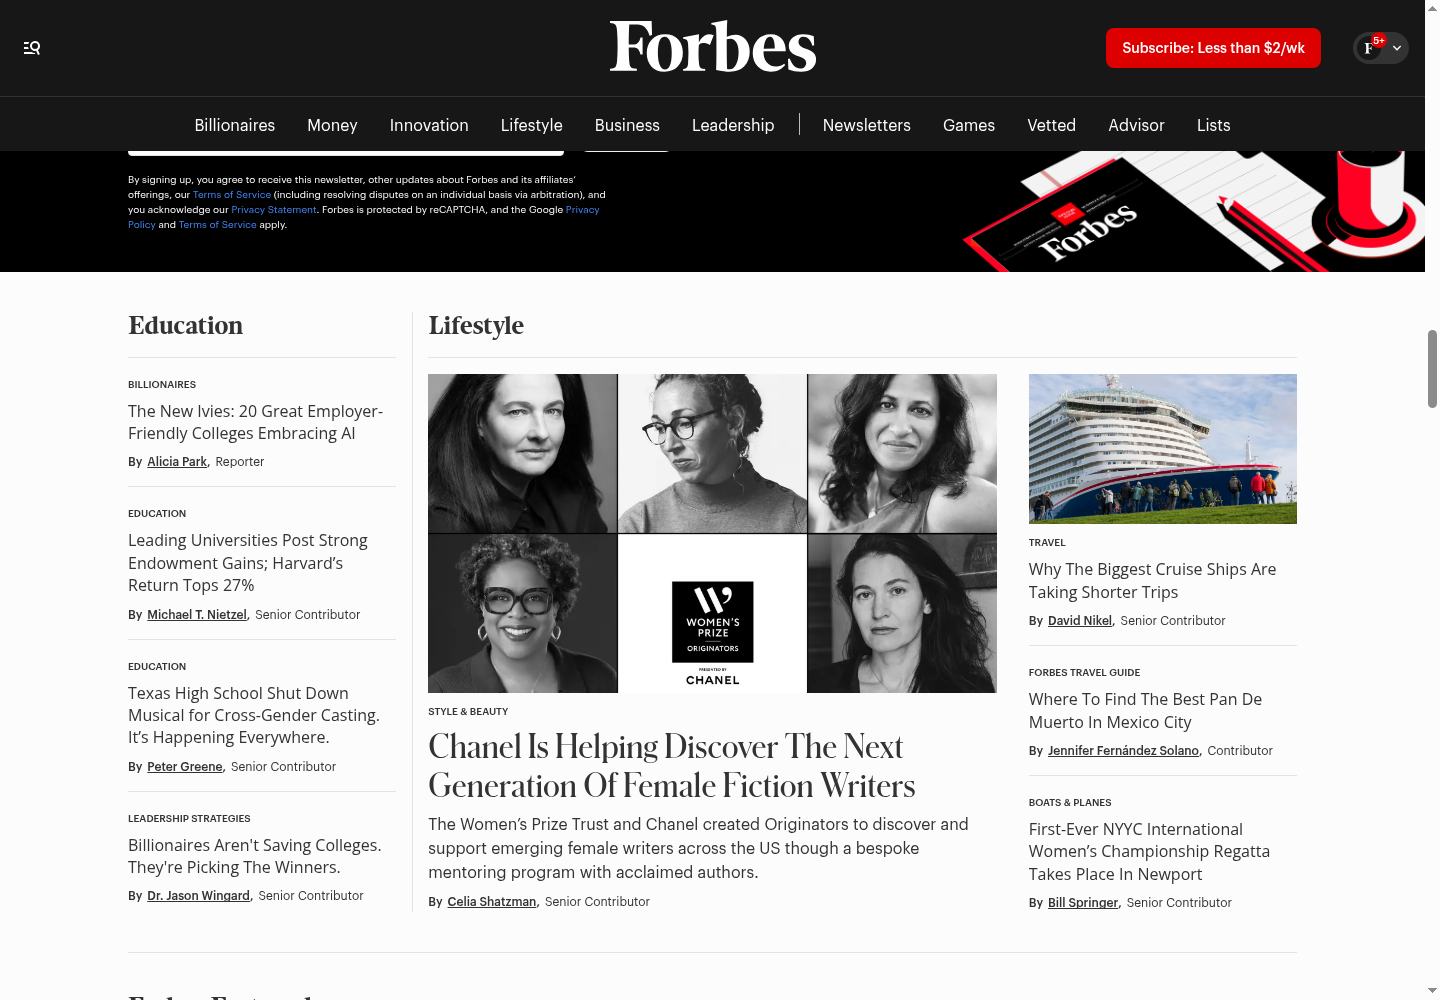 Forbes
Subscribe: Less than $2/wk
F
5+
Billionaires
Money
Innovation
Lifestyle
Business
Leadership
Newsletters
Games
Vetted
Advisor
Lists
By signing up, you agree to receive this newsletter, other updates about Forbes and its affiliates’
offerings, our Terms of Service (including resolving disputes on an individual basis via arbitration), and
you acknowledge our Privacy Statement. Forbes is protected by reCAPTCHA, and the Google Privacy
Policy and Terms of Service apply.
Forbes
Education
BILLIONAIRES
The New Ivies: 20 Great Employer-
Friendly Colleges Embracing AI
By Alicia Park, Reporter
EDUCATION
Leading Universities Post Strong
Endowment Gains; Harvard’s
Return Tops 27%
By Michael T. Nietzel, Senior Contributor
EDUCATION
Texas High School Shut Down
Musical for Cross-Gender Casting.
It’s Happening Everywhere.
By Peter Greene, Senior Contributor
LEADERSHIP STRATEGIES
Billionaires Aren't Saving Colleges.
They're Picking The Winners.
By Dr. Jason Wingard, Senior Contributor
Lifestyle
W
WOMEN'S
PRIZE
ORIGINATORS
PRESENTED BY
CHANEL
STYLE & BEAUTY
Chanel Is Helping Discover The Next
Generation Of Female Fiction Writers
The Women’s Prize Trust and Chanel created Originators to discover and
support emerging female writers across the US though a bespoke
mentoring program with acclaimed authors.
By Celia Shatzman, Senior Contributor
TRAVEL
Why The Biggest Cruise Ships Are
Taking Shorter Trips
By David Nikel, Senior Contributor
FORBES TRAVEL GUIDE
Where To Find The Best Pan De
Muerto In Mexico City
By Jennifer Fernández Solano, Contributor
BOATS & PLANES
First-Ever NYYC International
Women’s Championship Regatta
Takes Place In Newport
By Bill Springer, Senior Contributor